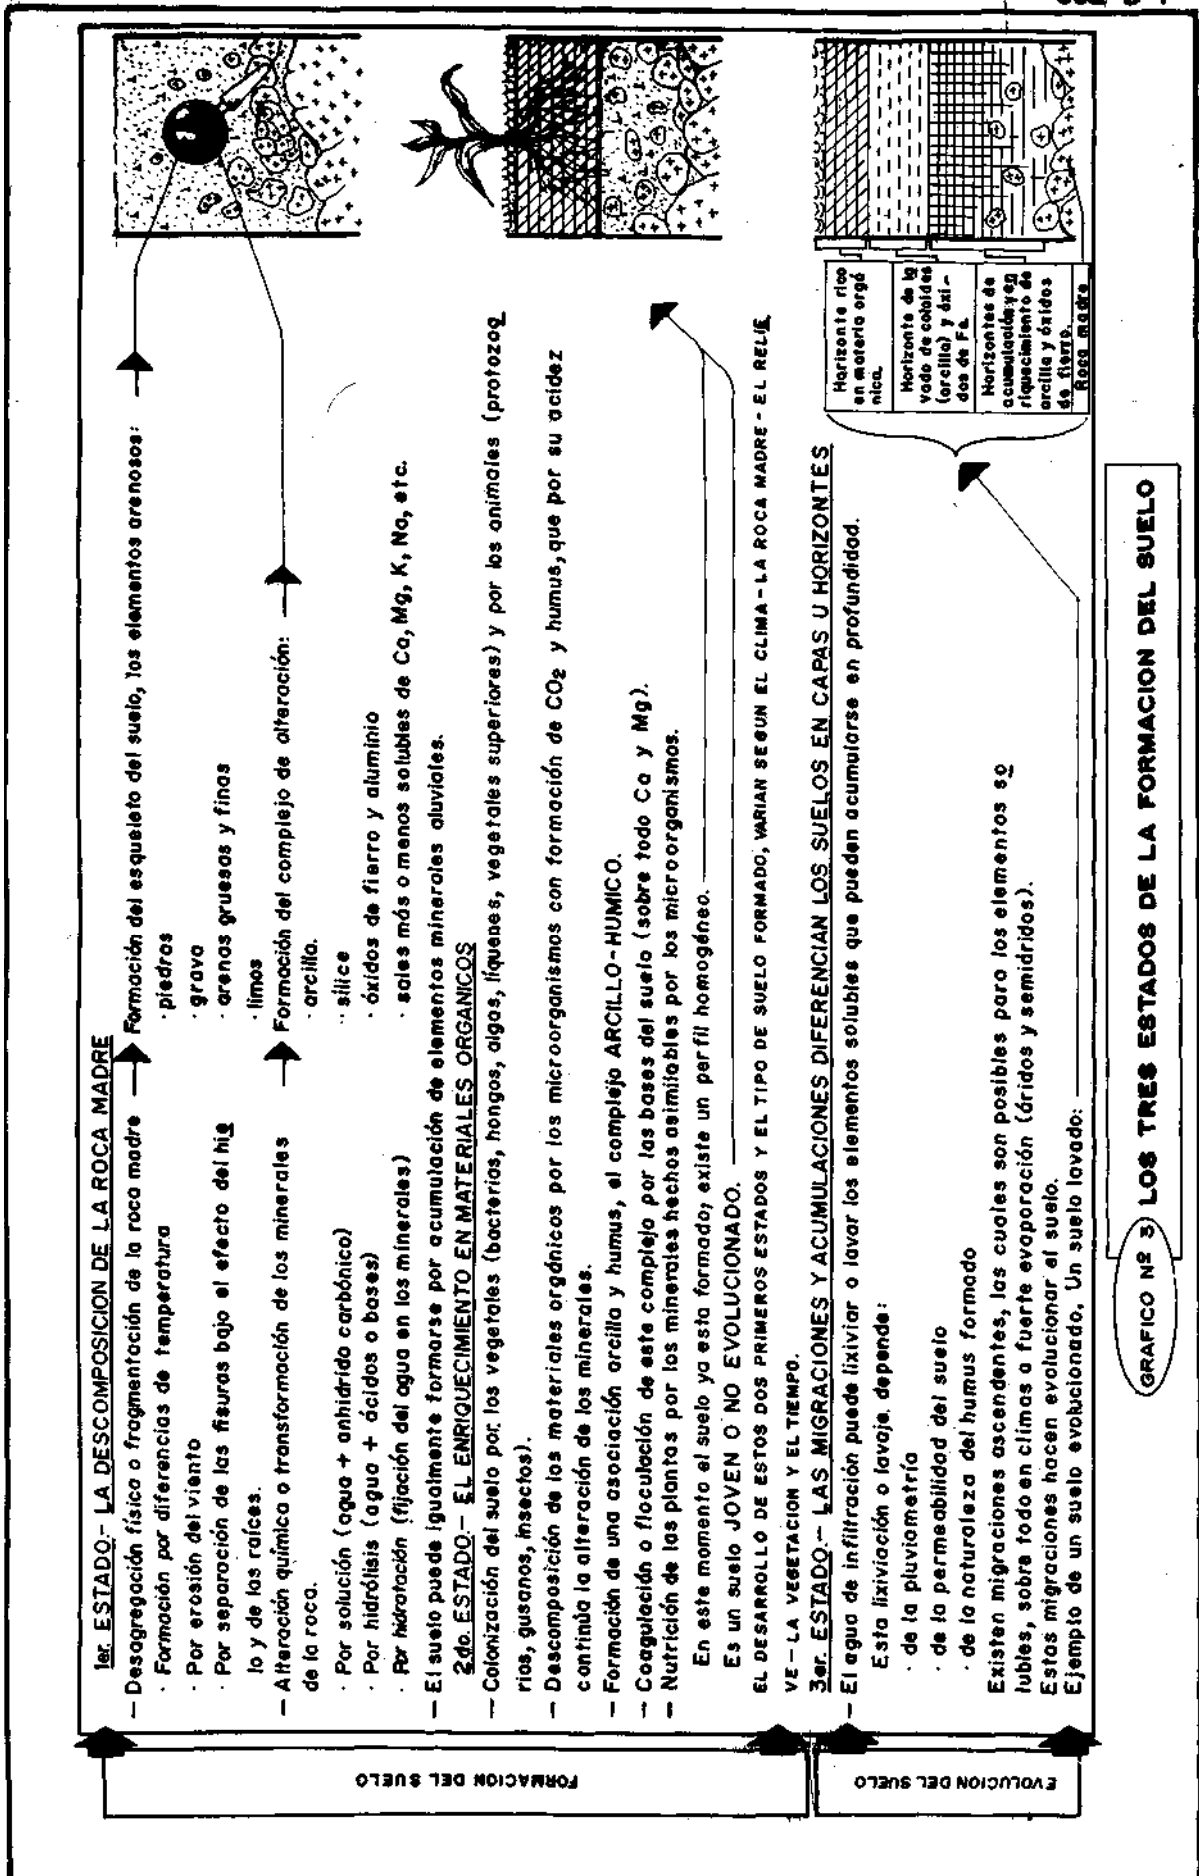 FORMACION DEL SUELO
1er. ESTADO.- LA DESCOMPOSICION DE LA ROCA MADRE
— Desagregación físico o fragmentación de la roca madre
· Formación por diferencias de temperatura
· Por erosión del viento
· Por separación de las fisuras bajo el efecto del hie
lo y de las raíces.
— Alteración química o transformación de los minerales
de la roca.
· Por solución (agua + anhidrido carbónico)
· Por hidrólisis (agua + ácidos o bases)
· Por hidratación (fijación del agua en los minerales)
Formación del esqueleto del suelo, los elementos arenosos:
· piedras
· grava
· arenas gruesas y finas
· limos
Formación del complejo de alteración:
· arcilla.
· sílice
· óxidos de fierro y aluminio
· sales más o menos solubles de Ca, Mg, K, Na, etc.
— El suelo puede igualmente formarse por acumulación de elementos minerales aluviales.
2do. ESTADO.- EL ENRIQUECIMIENTO EN MATERIALES ORGANICOS
— Colonización del suelo por los vegetales (bacterias, hongos, algas, líquenes, vegetales superiores) y por los animales (protozoa
rios, gusanos, insectos).
— Descomposición de los materiales orgánicos por los microorganismos con formación de CO2 y humus, que por su acidez
continúa la alteración de los minerales.
— Formación de una asociación arcilla y humus, el complejo ARCILLO-HUMICO.
— Coagulación o floculación de este complejo por las bases del suelo (sobre todo Ca y Mg).
— Nutrición de las plantas por los minerales hechos asimilables por los microorganismos.
En este momento el suelo ya esta formado; existe un perfil homogéneo.
Es un suelo JOVEN O NO EVOLUCIONADO.
EL DESARROLLO DE ESTOS DOS PRIMEROS ESTADOS Y EL TIPO DE SUELO FORMADO, VARIAN SEGUN EL CLIMA - LA ROCA MADRE - EL RELIE
VE - LA VEGETACION Y EL TIEMPO.
EVOLUCION DEL SUELO
3er. ESTADO.- LAS MIGRACIONES Y ACUMULACIONES DIFERENCIAN LOS SUELOS EN CAPAS U HORIZONTES
— El agua de infiltración puede lixiviar o lavar los elementos solubles que pueden acumularse en profundidad.
Esta lixiviación o lavaje, depende:
· de la pluviometría
· de la permeabilidad del suelo
· de la naturaleza del humus formado
Existen migraciones ascendentes, las cuales son posibles para los elementos so
lubles, sobre todo en climas a fuerte evaporación (áridos y semidridos).
Estas migraciones hacen evolucionar al suelo.
Ejemplo de un suelo evolucionado. Un suelo lavado:
Horizonte rico
en materia orgá
nica.
Horizonte de la
vado de coloides
(arcilla) y óxi-
dos de Fe.
Horizontes de
acumulación y en
riquecimiento de
arcilla y óxidos
de fierro.
Roca madre
GRAFICO Nº 3) LOS TRES ESTADOS DE LA FORMACION DEL SUELO